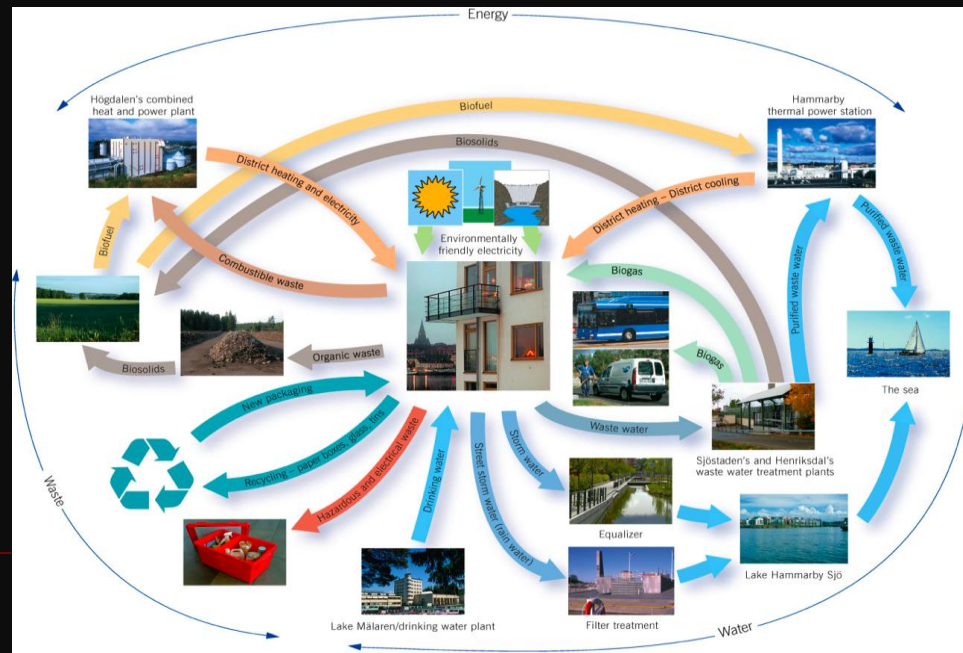 Energy
Högdalen's combined
heat and power plant
Hammarby
thermal power station
Biofuel
Biosolids
District heating and electricity
District heating – District cooling
Environmentally
friendly electricity
Biofuel
Combustible waste
Purified waste water
Purified waste water
Biogas
Biogas
Organic waste
Biosolids
The sea
New packaging
Recycling – paper boxes, glass, tins
Hazardous and electrical waste
Drinking water
Street storm water (rain water)
Storm water
Waste water
Sjöstaden's and Henriksdal's
waste water treatment plants
Waste
Equalizer
Lake Hammarby Sjö
Lake Mälaren/drinking water plant
Filter treatment
Water